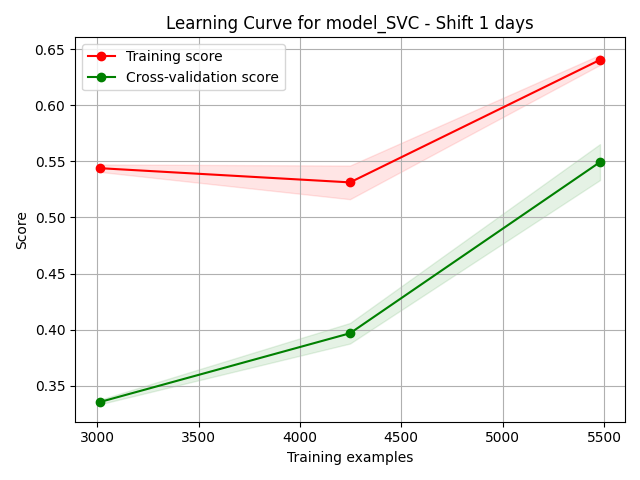 Learning Curve for model_SVC - Shift 1 days
Training score
Cross-validation score
0.65
0.60
0.55
0.50
0.45
0.40
0.35
Score
3000 3500 4000 4500 5000 5500
Training examples